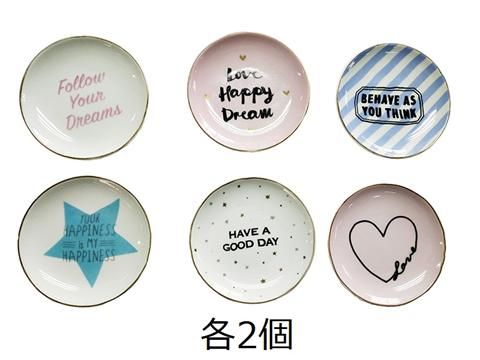 Follow
Your
Dreams
Love
Happy
Dream
BEHAVE AS
YOU THINK
YOUR
HAPPINESS
IS MY
HAPPINESS
HAVE A
GOOD DAY
Love
各2個